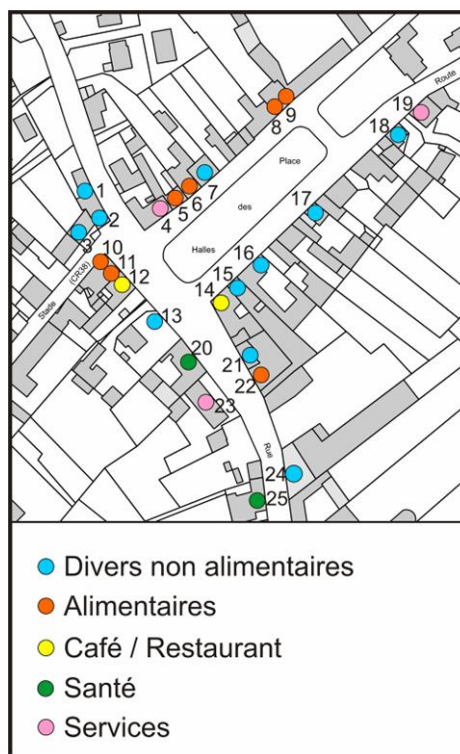 Route
19
9
8
18
Place
7
6
5
4
des
17
1
2
3
10
11
12
Halles
(CR38)
Stade
16
15
14
13
20
21
22
23
Rue
24
25
Divers non alimentaires
Alimentaires
Café / Restaurant
Santé
Services